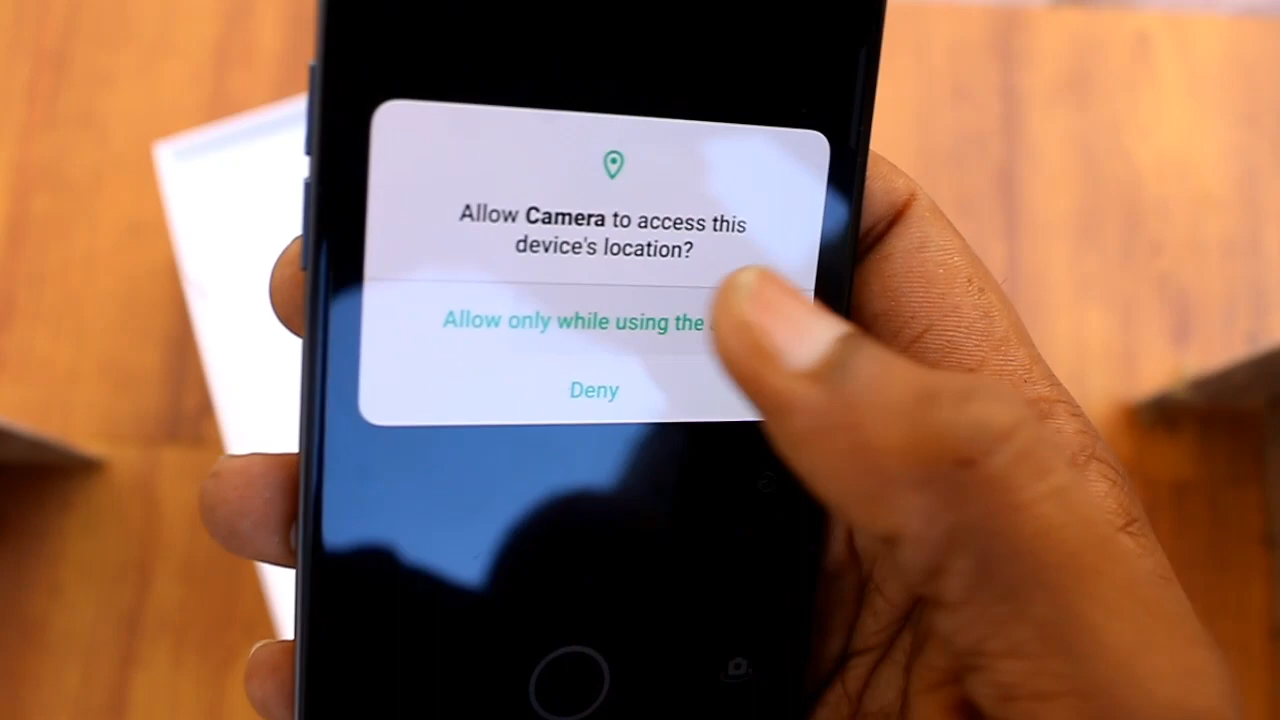 Allow Camera to access this
device's location?
Allow only while using the
Deny